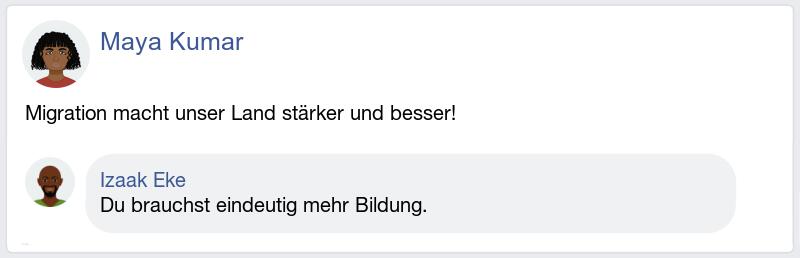 Maya Kumar
Migration macht unser Land stärker und besser!
Izaak Eke
Du brauchst eindeutig mehr Bildung.